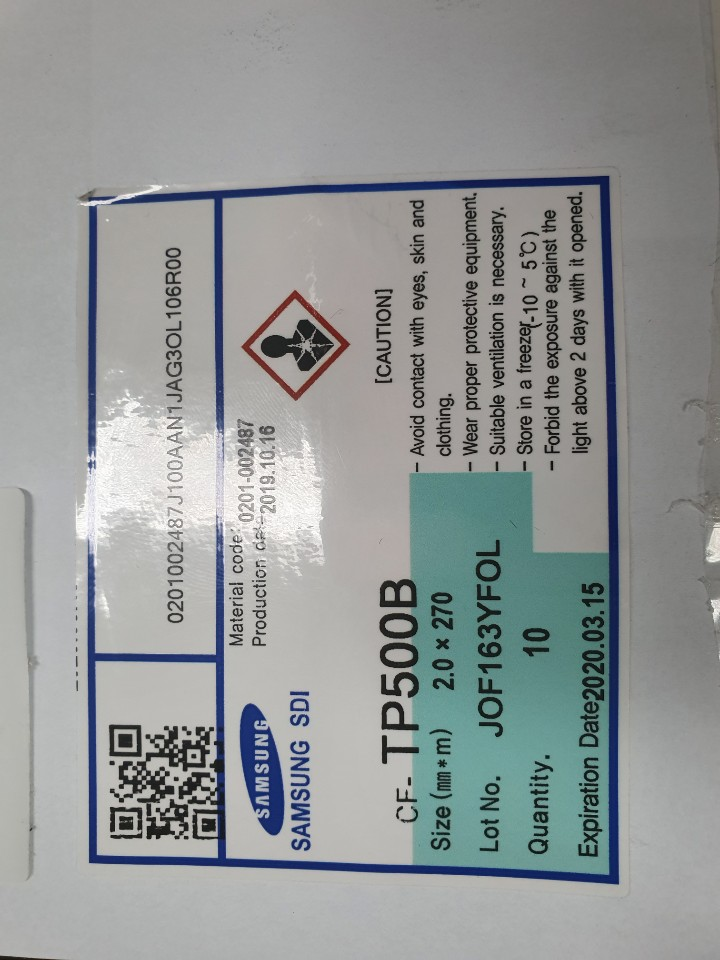 0201002487J100AAN1JAG3OL106R00
SAMSUNG
SAMSUNG SDI
Material code: 0201-002487
Production date 2019.10.16
CF- TP500B
Size (㎜*m) 2.0 × 270
Lot No. JOF163YFOL
Quantity. 10
Expiration Date 2020.03.15
[CAUTION]
- Avoid contact with eyes, skin and
clothing.
- Wear proper protective equipment.
- Suitable ventilation is necessary.
- Store in a freezer(-10 ~ 5℃)
- Forbid the exposure against the
light above 2 days with it opened.